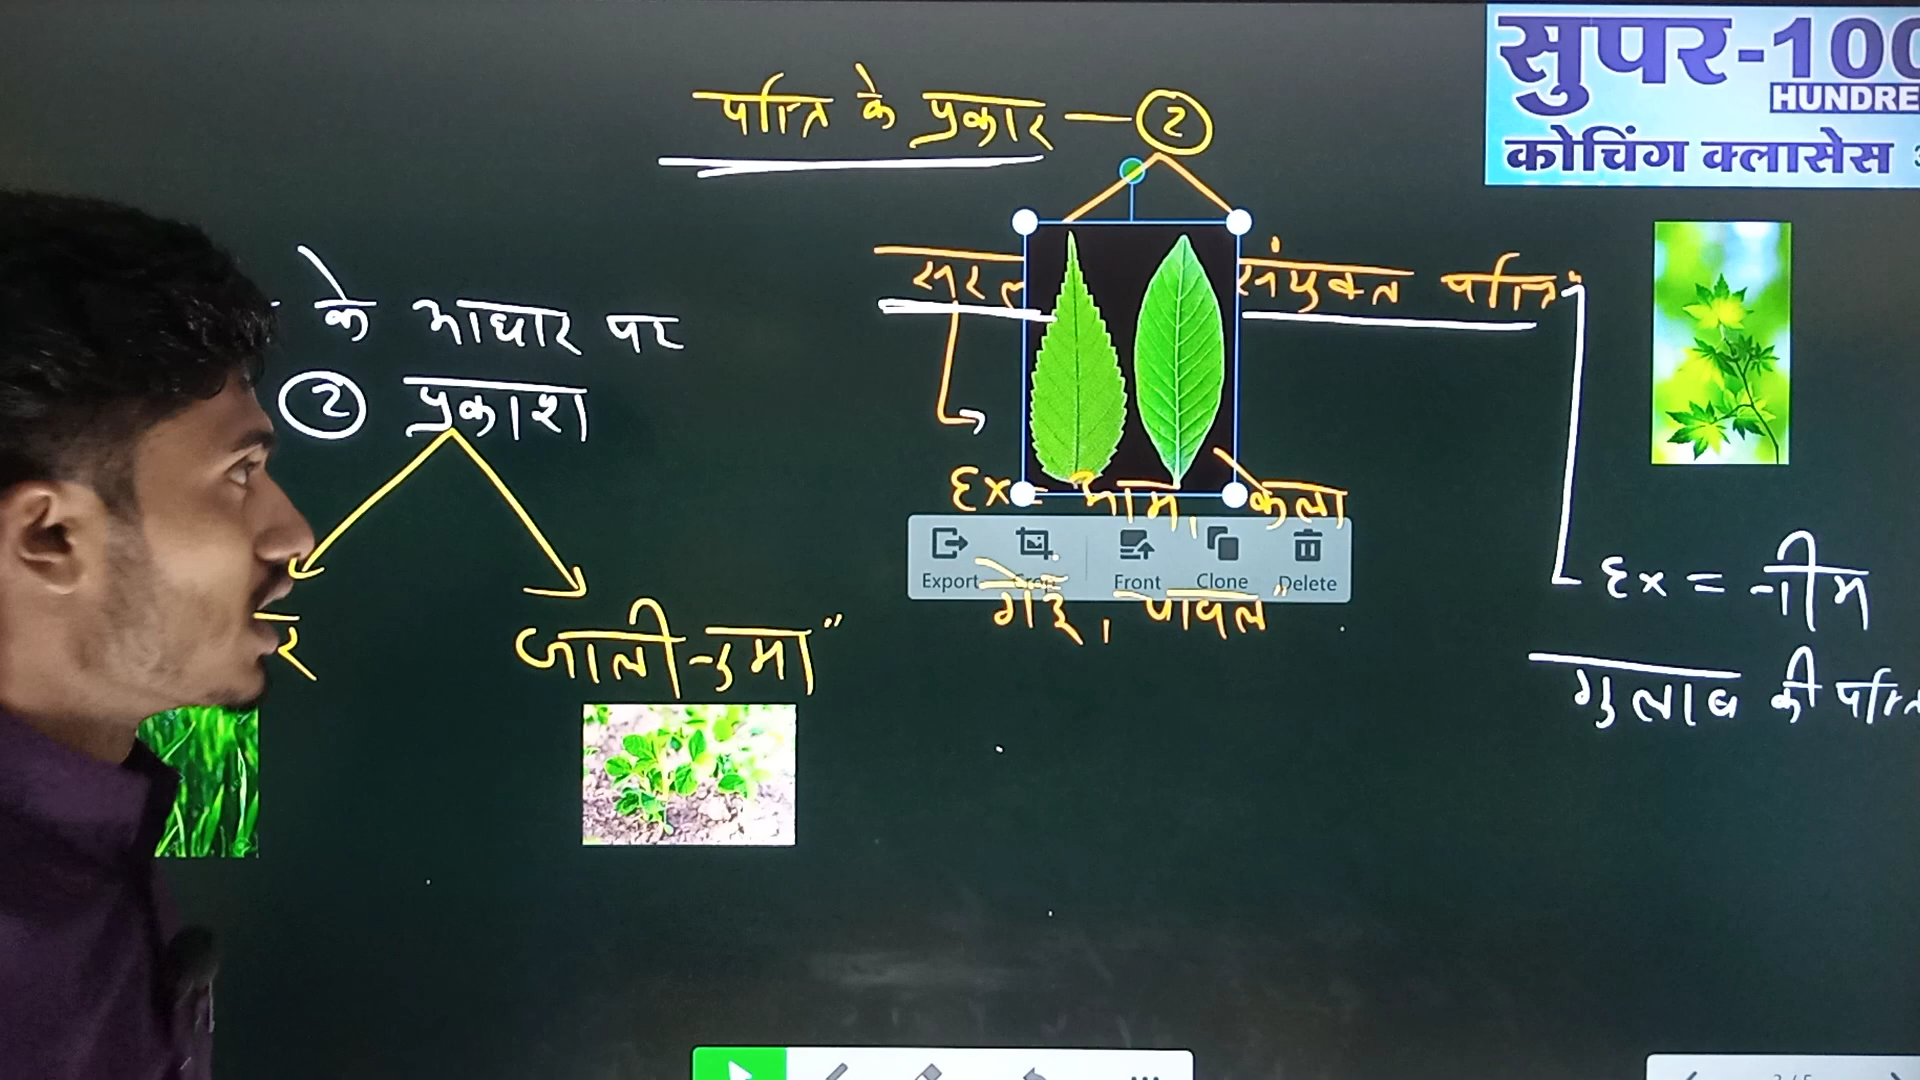 सुपर-100
HUNDRE
कोचिंग क्लासेस
पत्ति के प्रकार — 2
सरल
संयुक्त पत्ति
के आधार पर
2 प्रकाश
Ex = आम, केला
Export Crop Front Clone Delete
गेहूं, चावल"
Ex = नीम
गुलाब की पत्ति
र
जाली-नुमा"